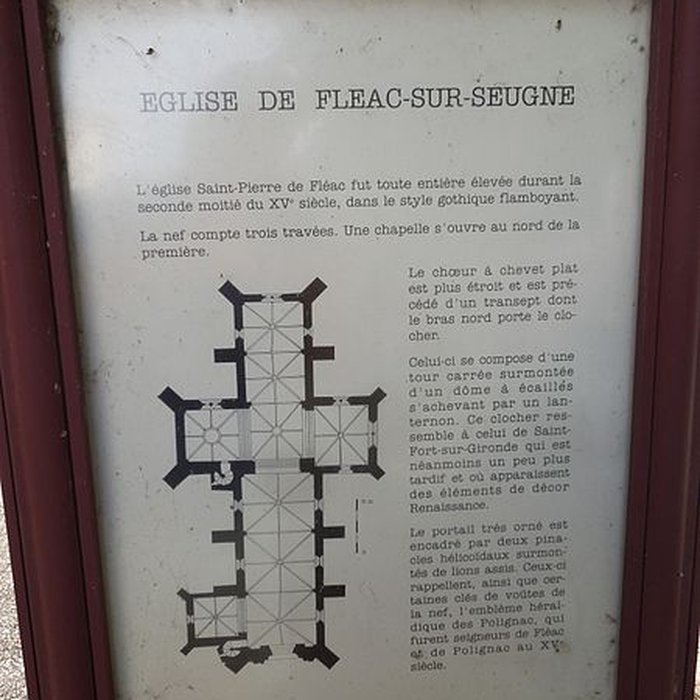 EGLISE DE FLEAC-SUR-SEUGNE
L'église Saint-Pierre de Fléac fut toute entière élevée durant la
seconde moitié du XVe siècle, dans le style gothique flamboyant.
La nef compte trois travées. Une chapelle s'ouvre au nord de la
première.
Le chœur à chevet plat
est plus étroit et est pré-
cédé d'un transept dont
le bras nord porte le clo-
cher.
Celui-ci se compose d'une
tour carrée surmontée
d'un dôme à écaillés
s'achevant par un lan-
ternon. Ce clocher res-
semble à celui de Saint-
Fort-sur-Gironde qui est
néanmoins un peu plus
tardif et où apparaissent
des éléments de décor
Renaissance.
Le portail très orné est
encadré par deux pina-
cles hélicoïdaux surmon-
tés de lions assis. Ceux-ci
rappellent, ainsi que cer-
taines clés de voûtes de
la nef, l'emblème héral-
dique des Polignac, qui
furent seigneurs de Fléac
et de Polignac au XVe
siècle.